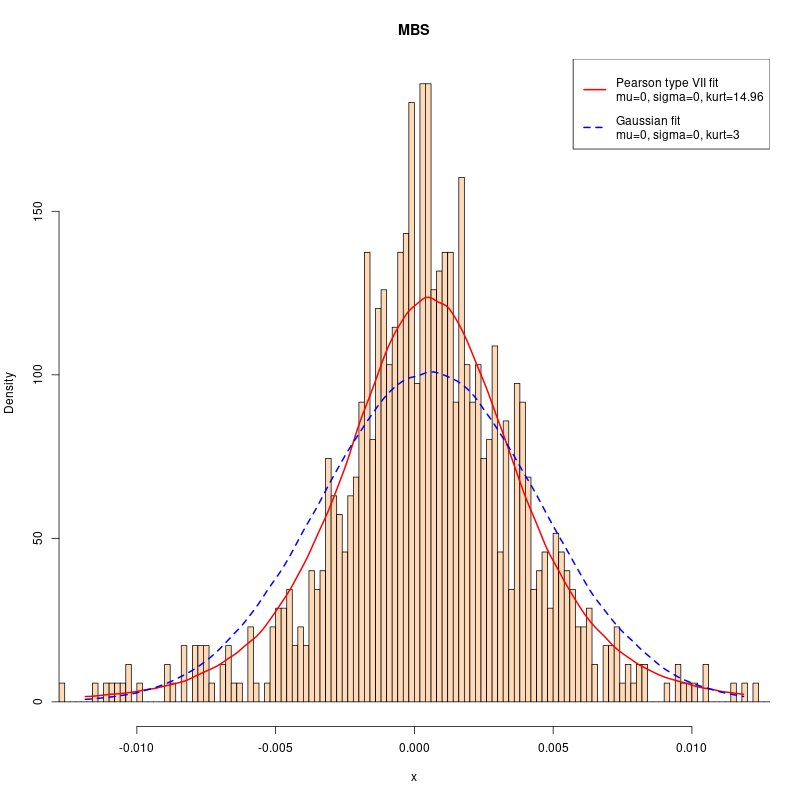 MBS
Pearson type VII fit
mu=0, sigma=0, kurt=14.96
Gaussian fit
mu=0, sigma=0, kurt=3
Density
150
100
50
0
-0.010 -0.005 0.000 0.005 0.010
x